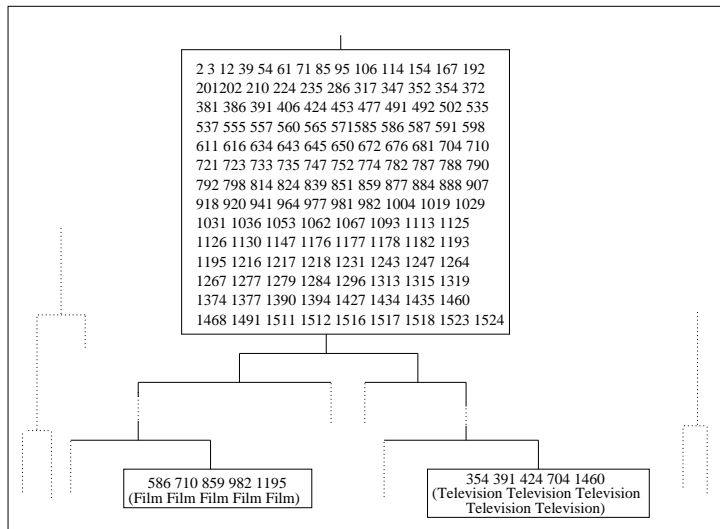 2 3 12 39 54 61 71 85 95 106 114 154 167 192
201202 210 224 235 286 317 347 352 354 372
381 386 391 406 424 453 477 491 492 502 535
537 555 557 560 565 571585 586 587 591 598
611 616 634 643 645 650 672 676 681 704 710
721 723 733 735 747 752 774 782 787 788 790
792 798 814 824 839 851 859 877 884 888 907
918 920 941 964 977 981 982 1004 1019 1029
1031 1036 1053 1062 1067 1093 1113 1125
1126 1130 1147 1176 1177 1178 1182 1193
1195 1216 1217 1218 1231 1243 1247 1264
1267 1277 1279 1284 1296 1313 1315 1319
1374 1377 1390 1394 1427 1434 1435 1460
1468 1491 1511 1512 1516 1517 1518 1523 1524
586 710 859 982 1195
(Film Film Film Film Film)
354 391 424 704 1460
(Television Television Television
Television Television)